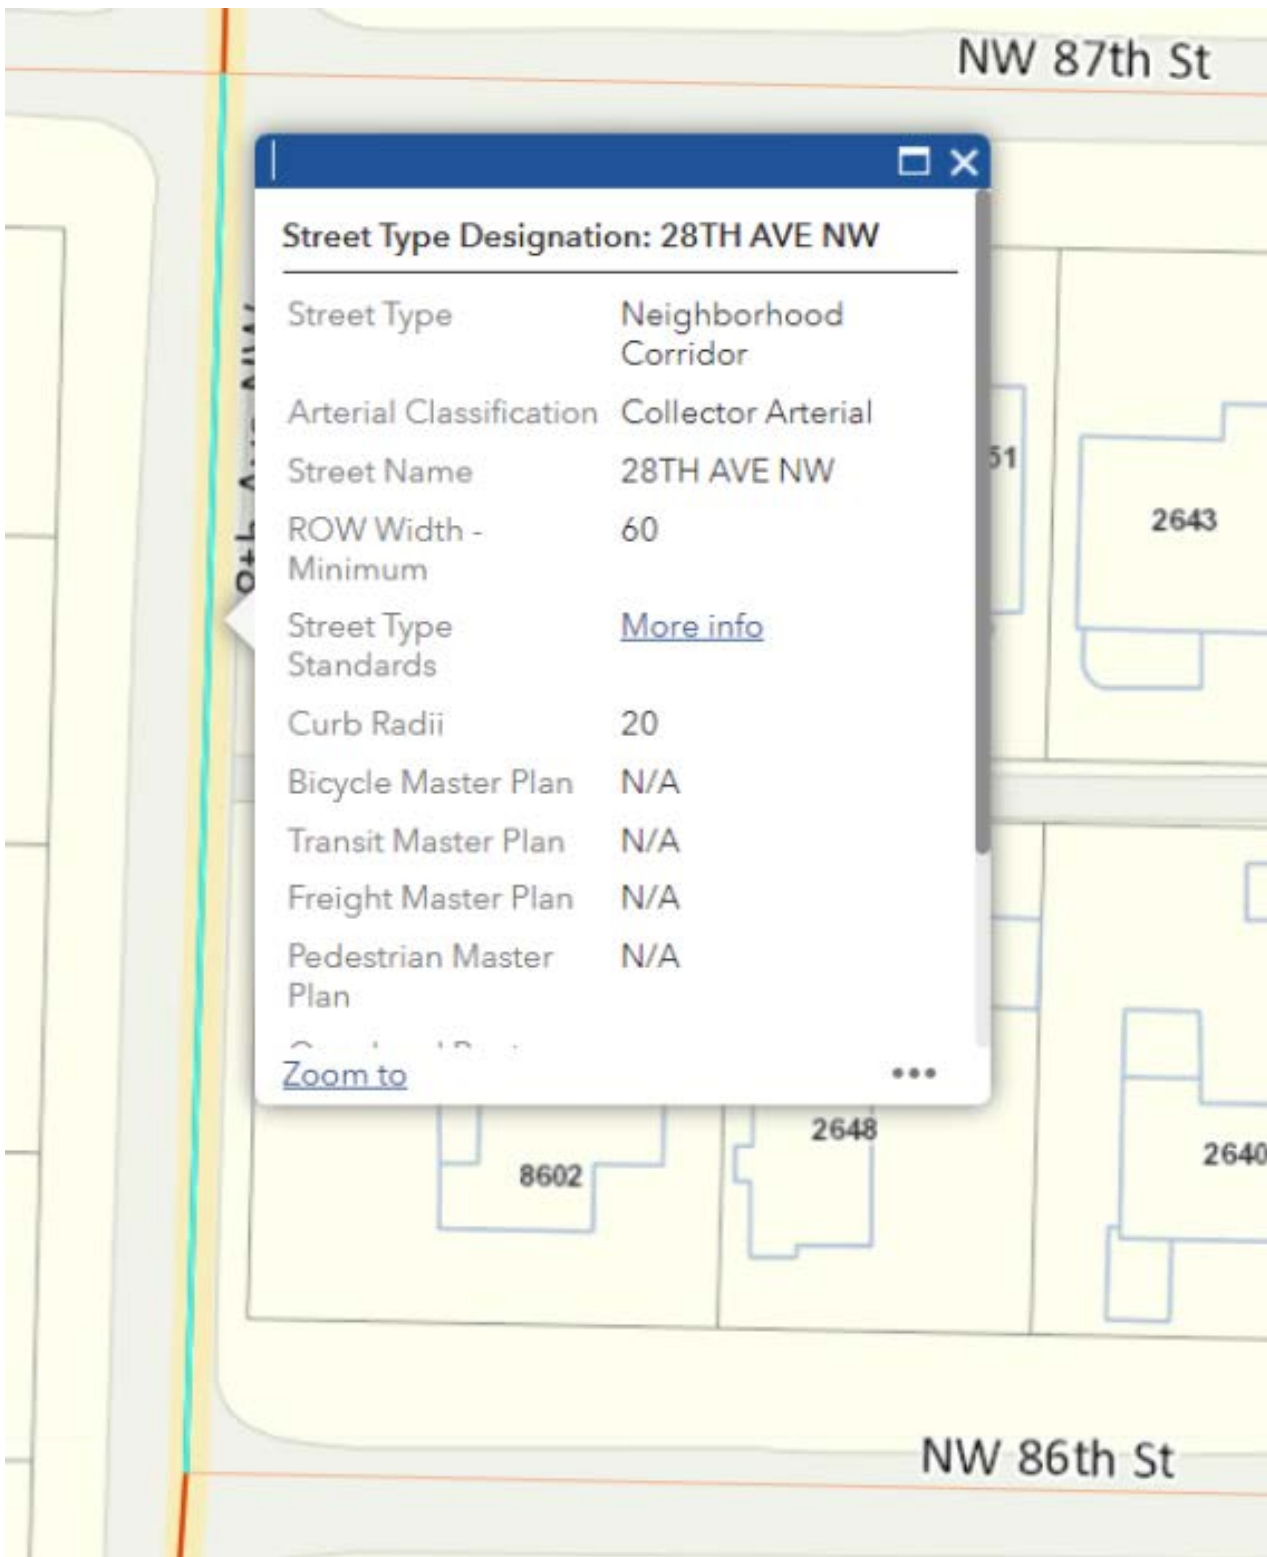 NW 87th St
Street Type Designation: 28TH AVE NW
Street Type Neighborhood
Corridor
Arterial Classification Collector Arterial
Street Name 28TH AVE NW
ROW Width - 60
Minimum
Street Type More info
Standards
Curb Radii 20
Bicycle Master Plan N/A
Transit Master Plan N/A
Freight Master Plan N/A
Pedestrian Master N/A
Plan
Zoom to
51
2643
2648
8602
2640
NW 86th St